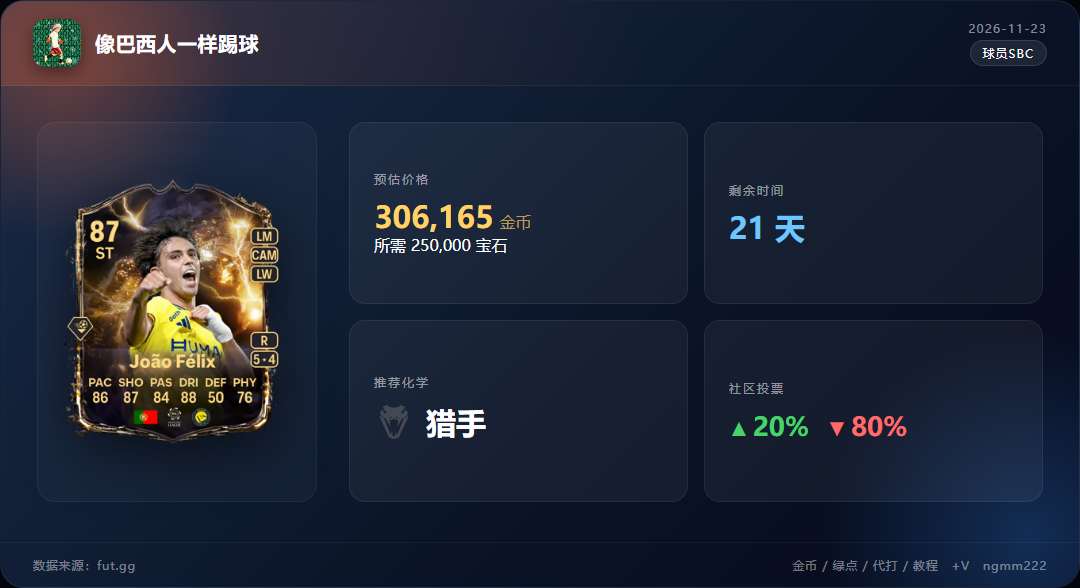 像巴西人一样踢球
2026-11-23
球员SBC
87
ST
LM
CAM
LW
R
5•4
HUMA
João Félix
PAC SHO PAS DRI DEF PHY
86 87 84 88 50 76
预估价格
306,165 金币
所需 250,000 宝石
剩余时间
21 天
推荐化学
猎手
社区投票
▲20% ▼80%
数据来源：fut.gg
金币 / 绿点 / 代打 / 教程 +V ngmm222